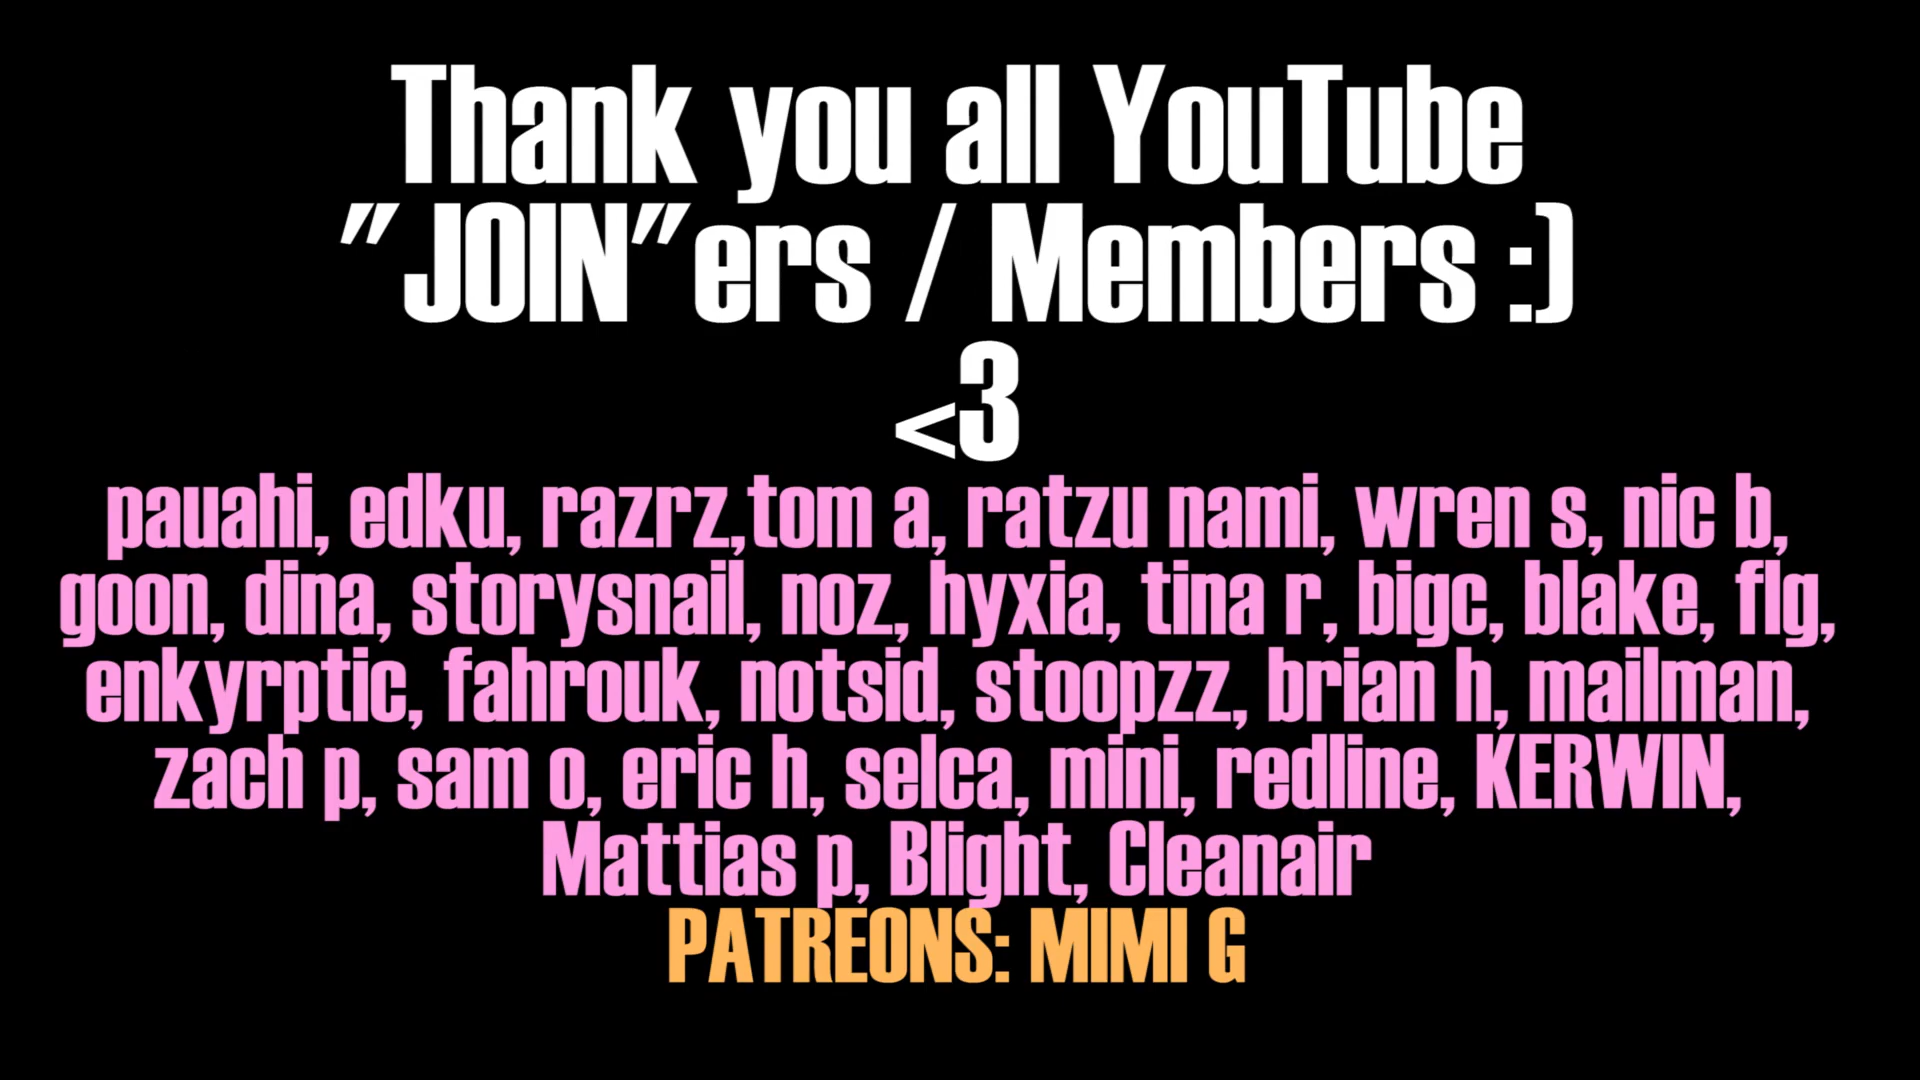 Thank you all YouTube
"JOIN"ers / Members :)
<3
pauahi, edku, razrz,tom a, ratzu nami, wren s, nic b,
goon, dina, storysnail, noz, hyxia, tina r, bigc, blake, flg,
enkyrptic, fahrouk, notsid, stoopzz, brian h, mailman,
zach p, sam o, eric h, selca, mini, redline, KERWIN,
Mattias p, Blight, Cleanair
PATREONS: MIMI G